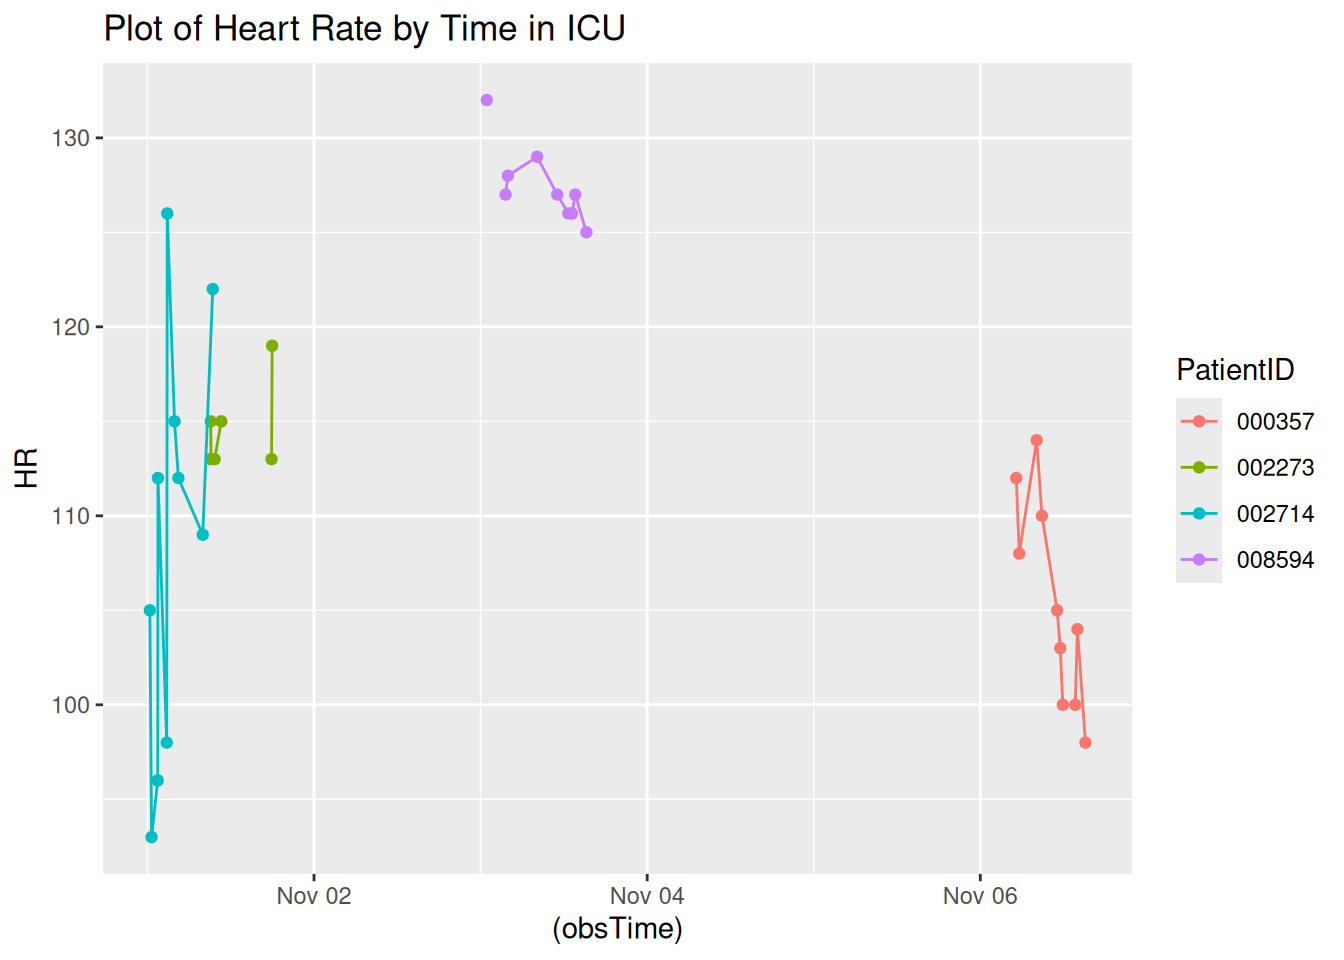 Plot of Heart Rate by Time in ICU
130
120
110
100
HR
Nov 02
Nov 04
Nov 06
(obsTime)
PatientID
000357
002273
002714
008594